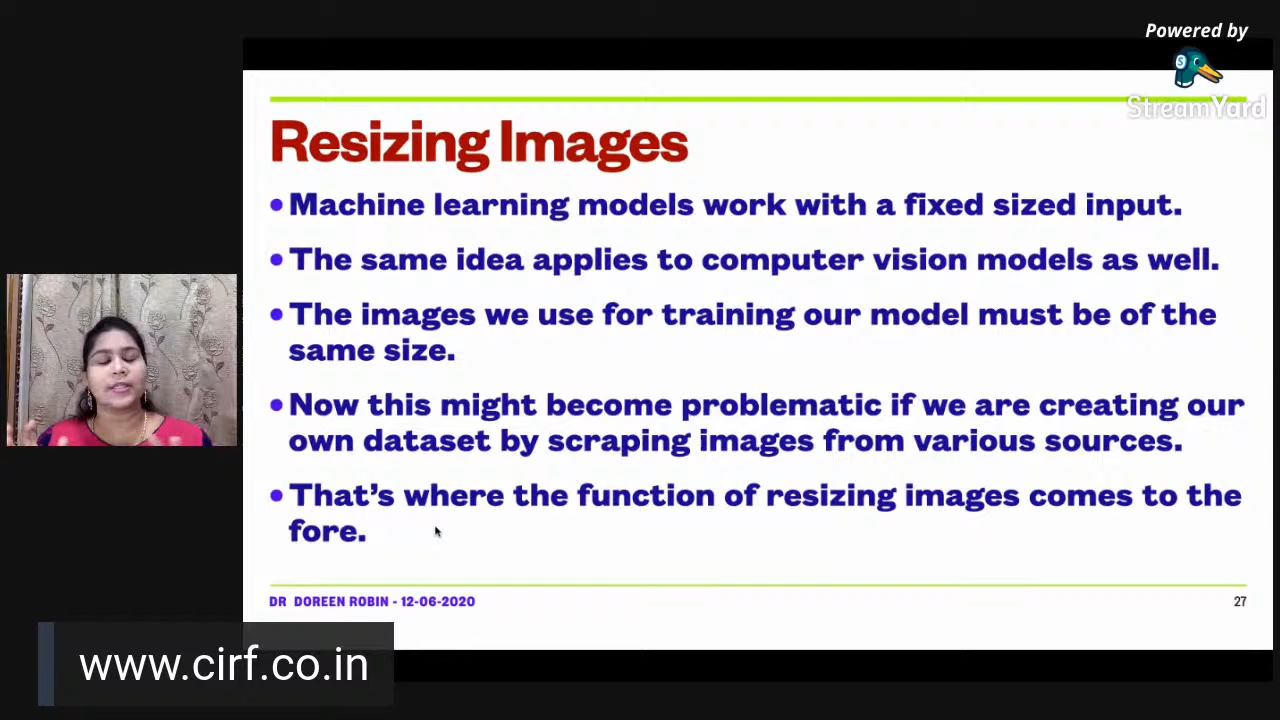 Powered by
StreamYard
Resizing Images
• Machine learning models work with a fixed sized input.
• The same idea applies to computer vision models as well.
• The images we use for training our model must be of the
same size.
• Now this might become problematic if we are creating our
own dataset by scraping images from various sources.
• That's where the function of resizing images comes to the
fore.
DR DOREEN ROBIN - 12-06-2020
27
www.cirf.co.in